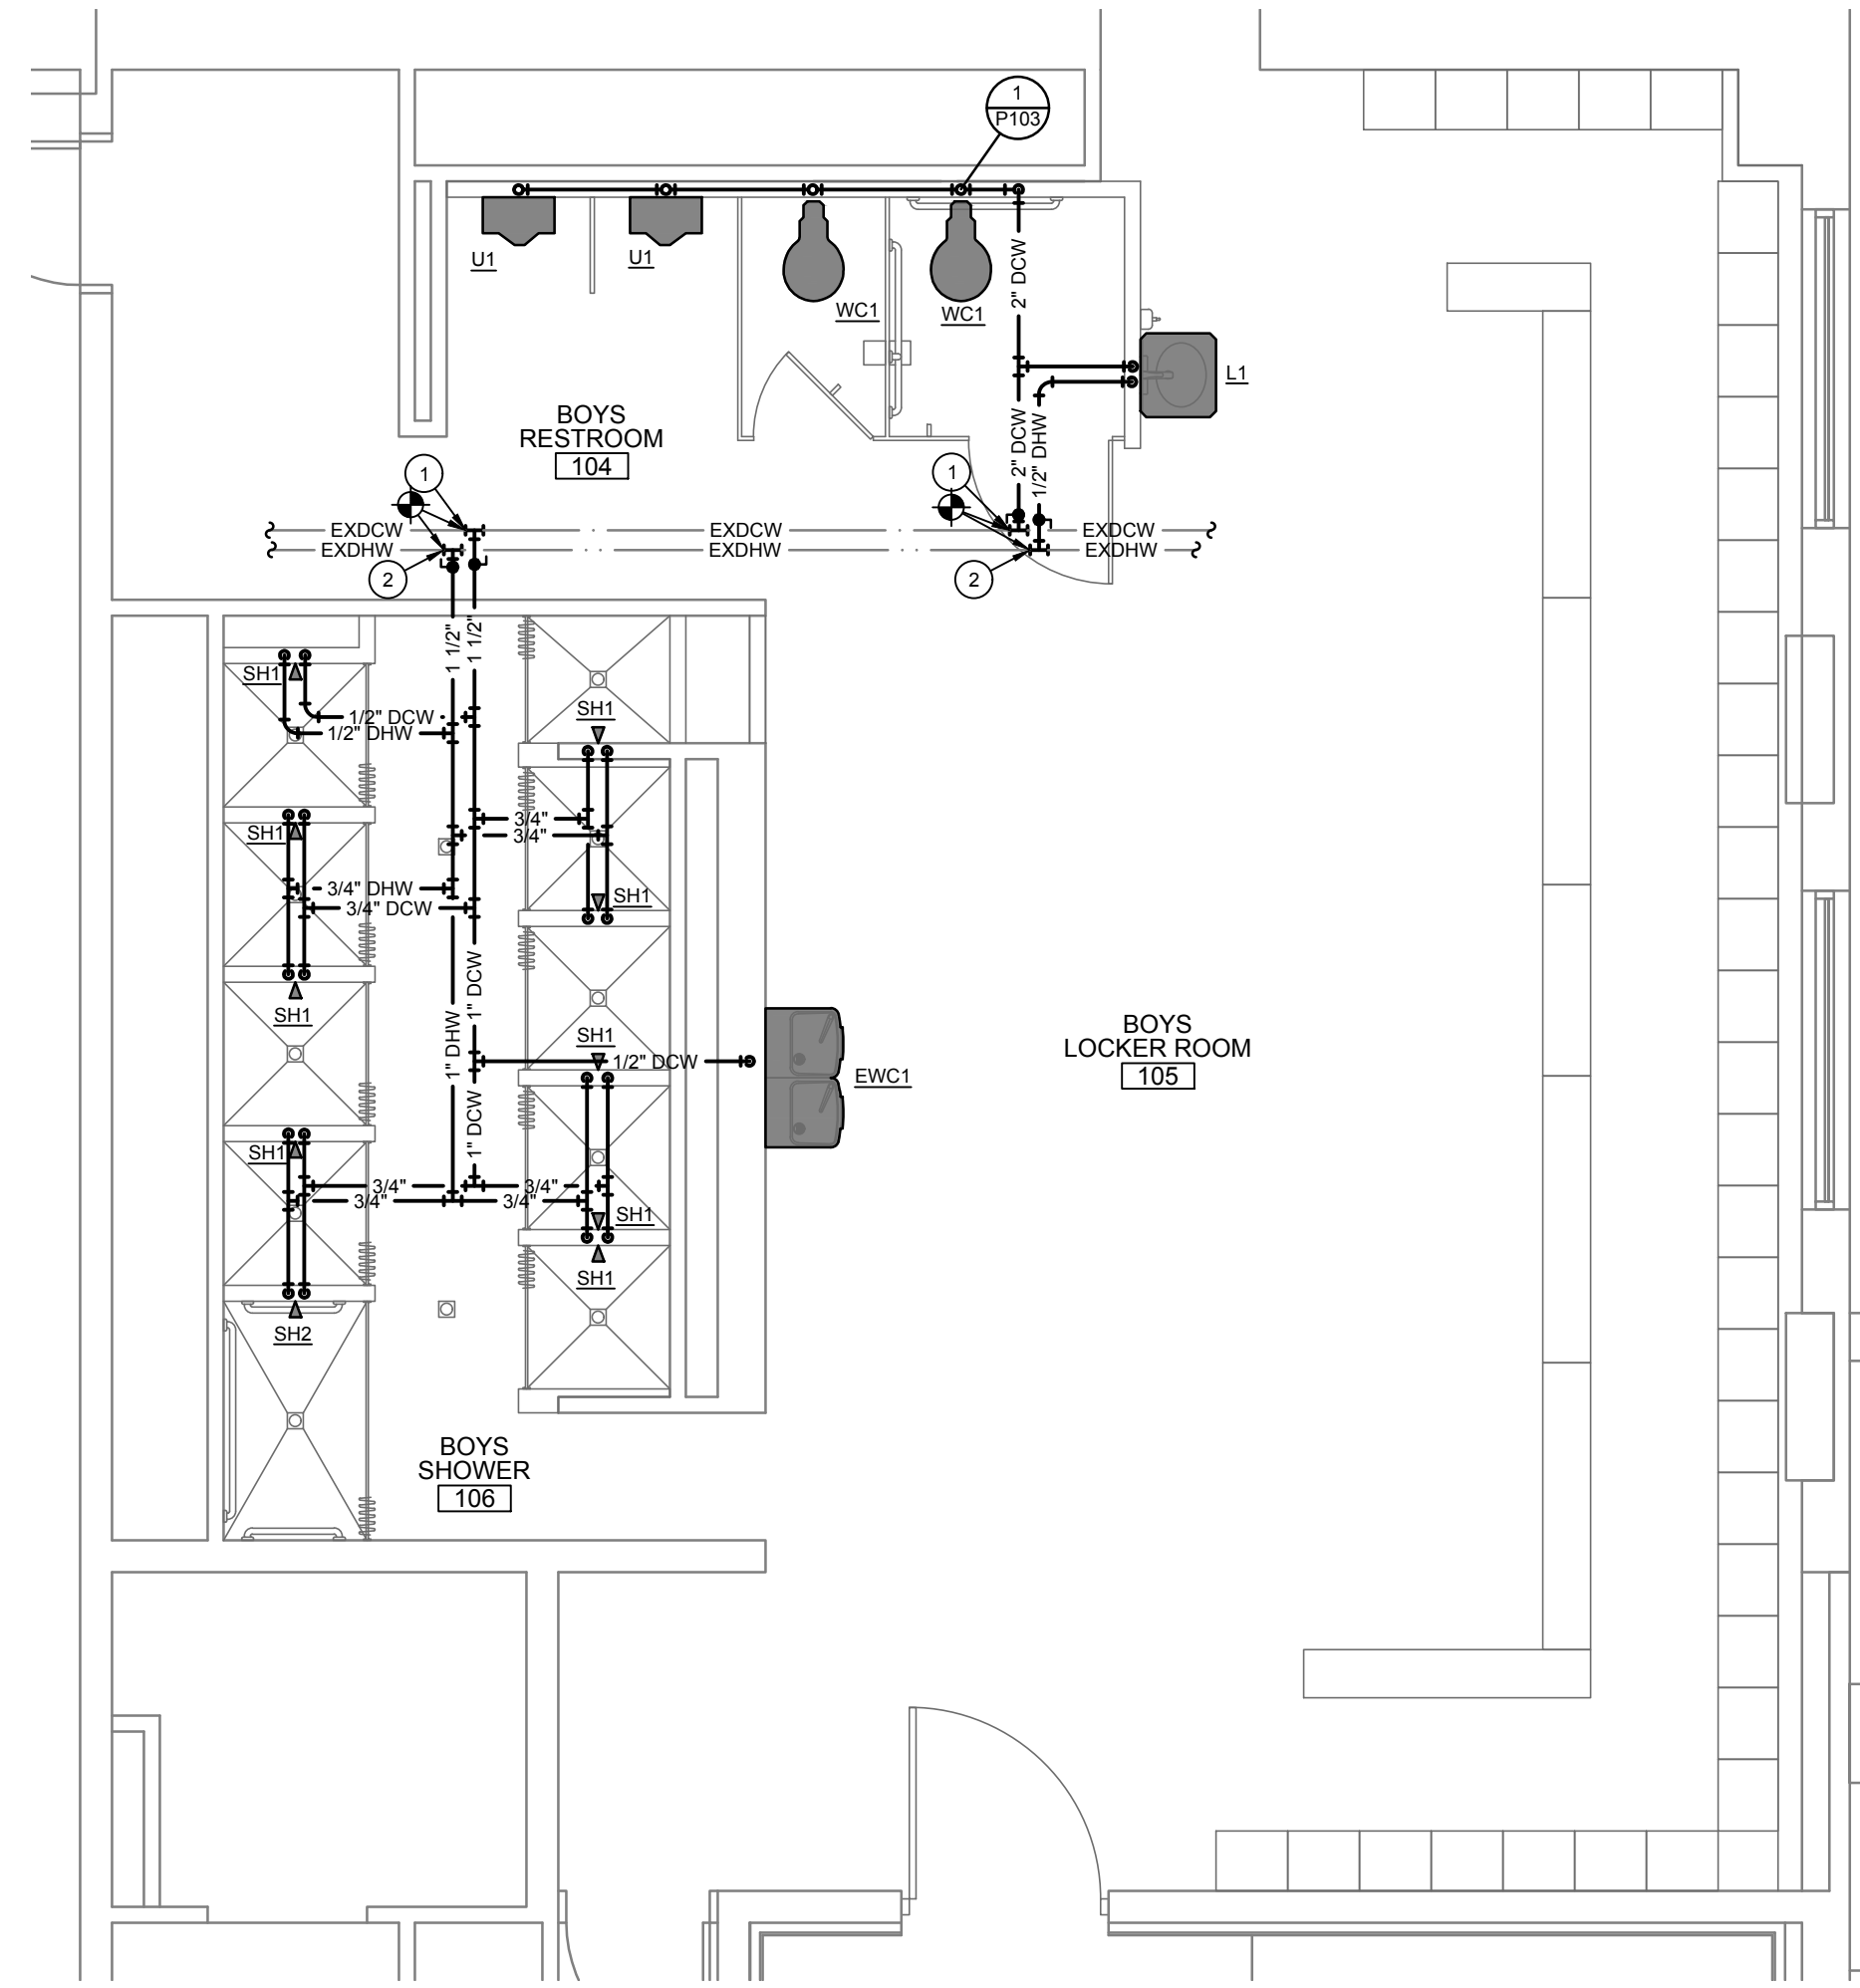 1
P103
U1
U1
WC1
WC1
2" DCW
L1
BOYS
RESTROOM
104
2" DCW
1/2" DHW
1
1
EXDCW
EXDCW
EXDCW
EXDHW
EXDHW
EXDHW
2
2
1 1/2"
1 1/2"
SH1
SH1
1/2" DCW
1/2" DHW
SH1
3/4"
3/4"
3/4" DHW
3/4" DCW
SH1
1" DCW
SH1
SH1
1" DHW
1/2" DCW
EWC1
BOYS
LOCKER ROOM
105
1" DCW
SH1
3/4"
3/4"
3/4"
3/4"
SH1
SH1
SH2
BOYS
SHOWER
106